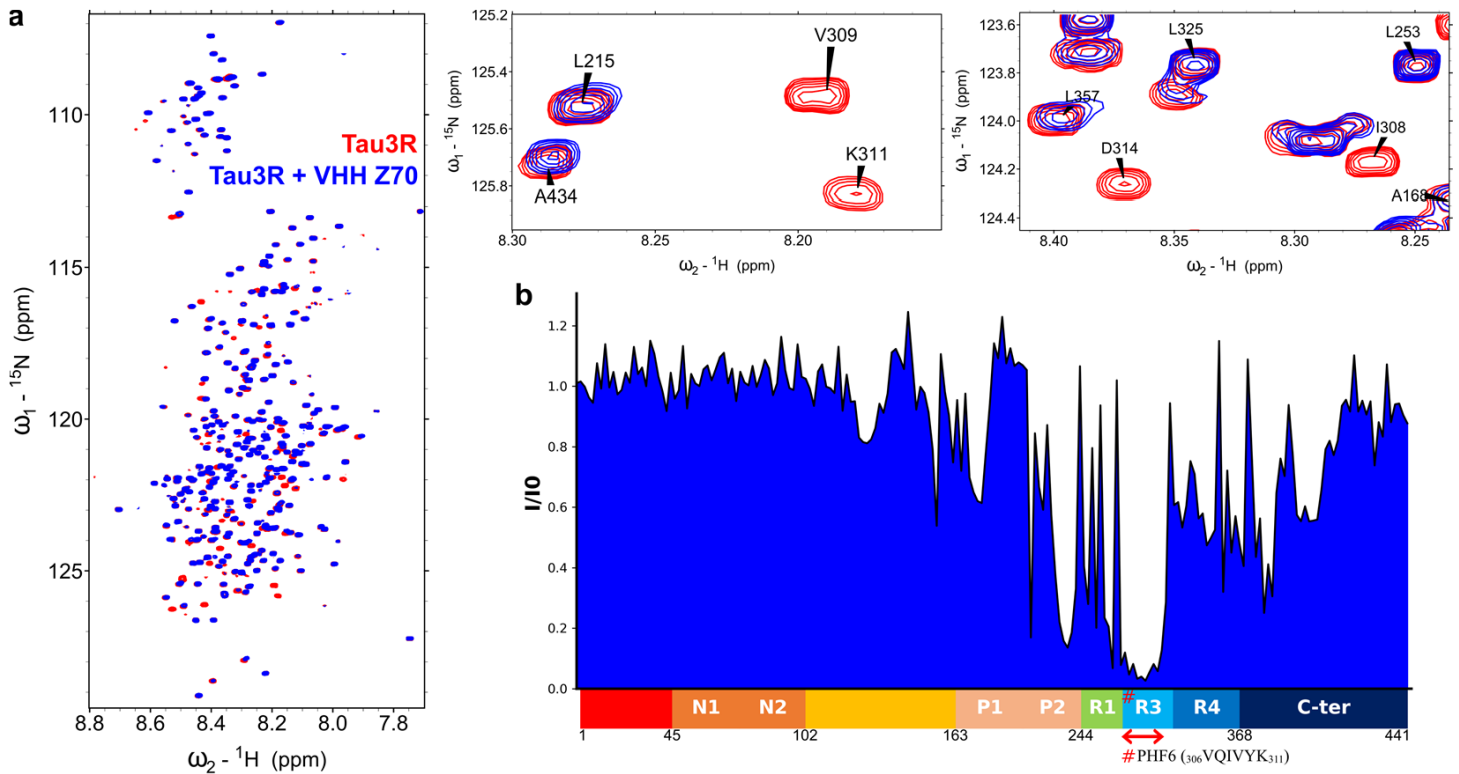 a
Tau3R
Tau3R + VHH Z70
110
115
120
125
ω₁ - ¹⁵N (ppm)
8.8 8.6 8.4 8.2 8.0 7.8
ω₂ - ¹H (ppm)
125.2
125.4
125.6
125.8
ω₁ - ¹⁵N (ppm)
L215
V309
K311
A434
8.30 8.25 8.20
ω₂ - ¹H (ppm)
123.6
123.8
124.0
124.2
124.4
ω₁ - ¹⁵N (ppm)
L325
L253
L357
I308
D314
A168
8.40 8.35 8.30 8.25
ω₂ - ¹H (ppm)
b
1.2
1.0
0.8
0.6
0.4
0.2
0.0
I/I0
#
N1 N2 P1 P2 R1 R3 R4 C-ter
1 45 102 163 244 368 441
#PHF6 (₃₀₆VQIVYK₃₁₁)